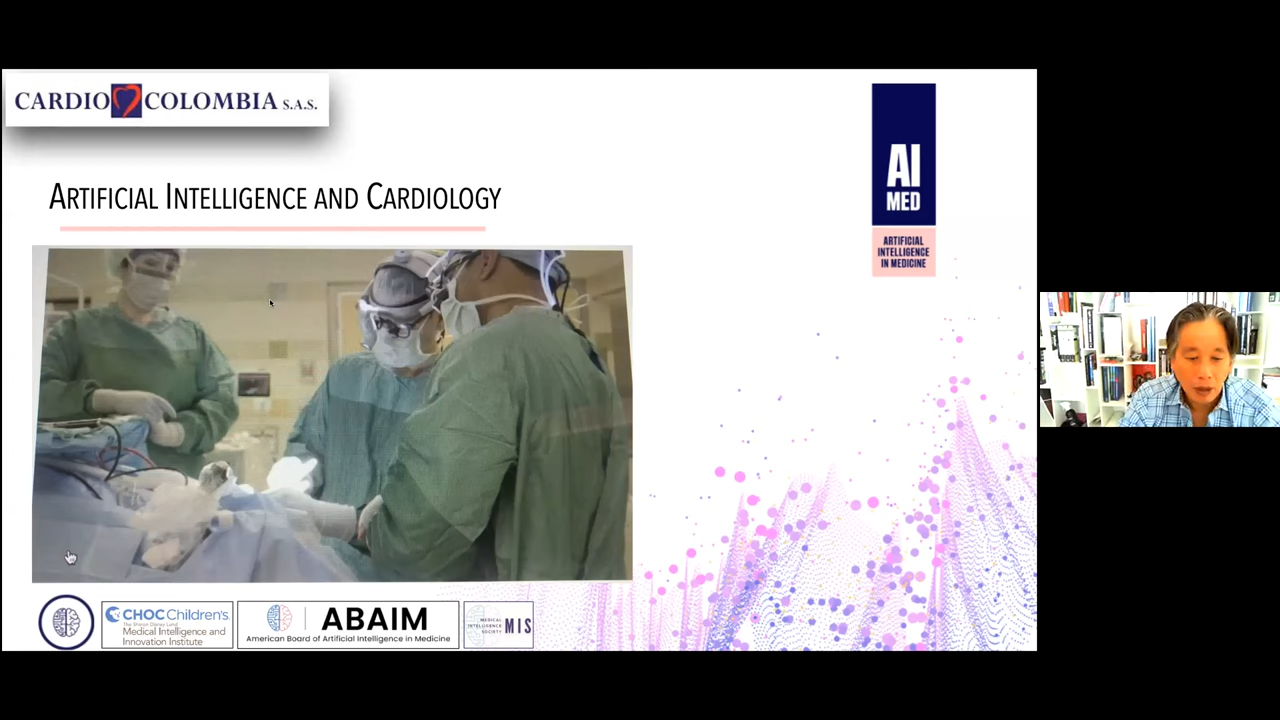 CARDIO COLOMBIA S.A.S.
AI
MED
ARTIFICIAL
INTELLIGENCE
IN MEDICINE
ARTIFICIAL INTELLIGENCE AND CARDIOLOGY
CHOC Children's.
The Sharon Disney Lund
Medical Intelligence and
Innovation Institute
ABAIM
American Board of Artificial Intelligence in Medicine
MEDICAL
INTELLIGENCE
SOCIETY
MIS